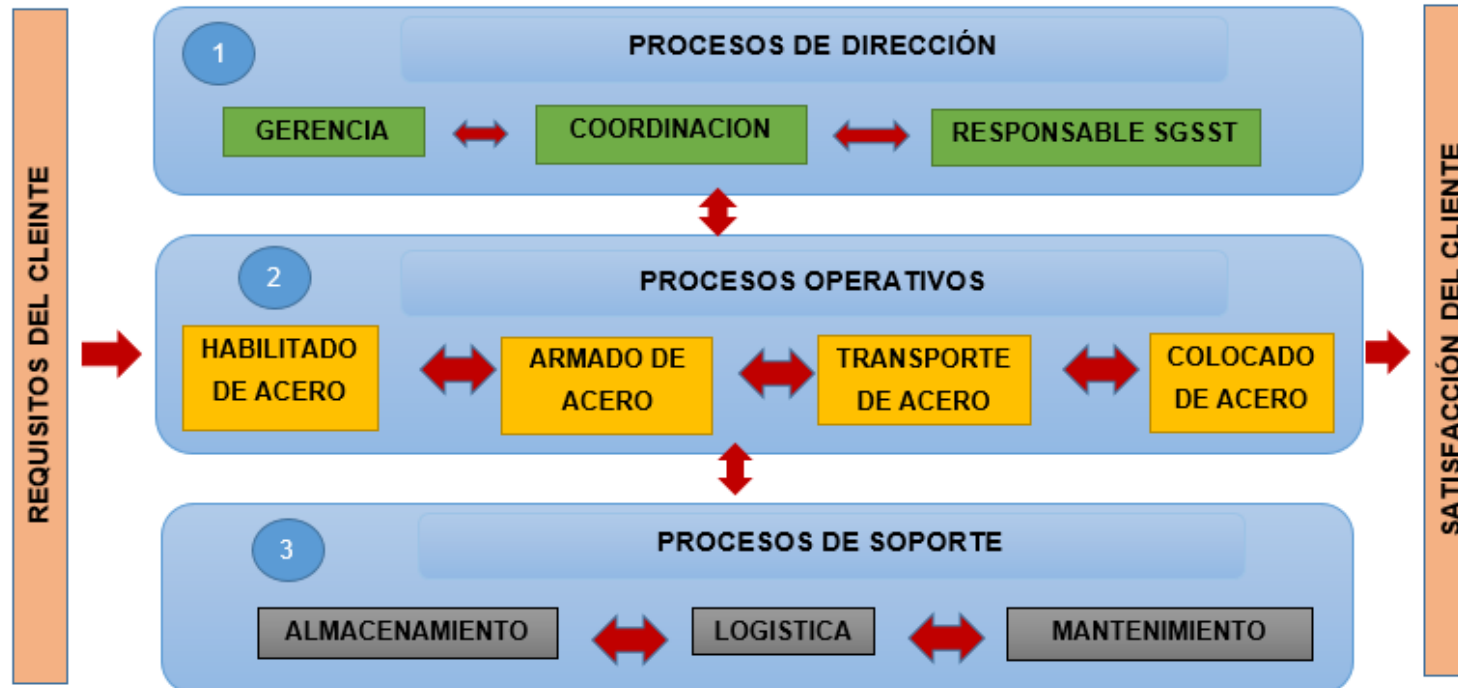 REQUISITOS DEL CLEINTE
1
PROCESOS DE DIRECCIÓN
GERENCIA
COORDINACION
RESPONSABLE SGSST
2
PROCESOS OPERATIVOS
HABILITADO
DE ACERO
ARMADO DE
ACERO
TRANSPORTE
DE ACERO
COLOCADO
DE ACERO
3
PROCESOS DE SOPORTE
ALMACENAMIENTO
LOGISTICA
MANTENIMIENTO
SATISFACCIÓN DEL CLIENTE